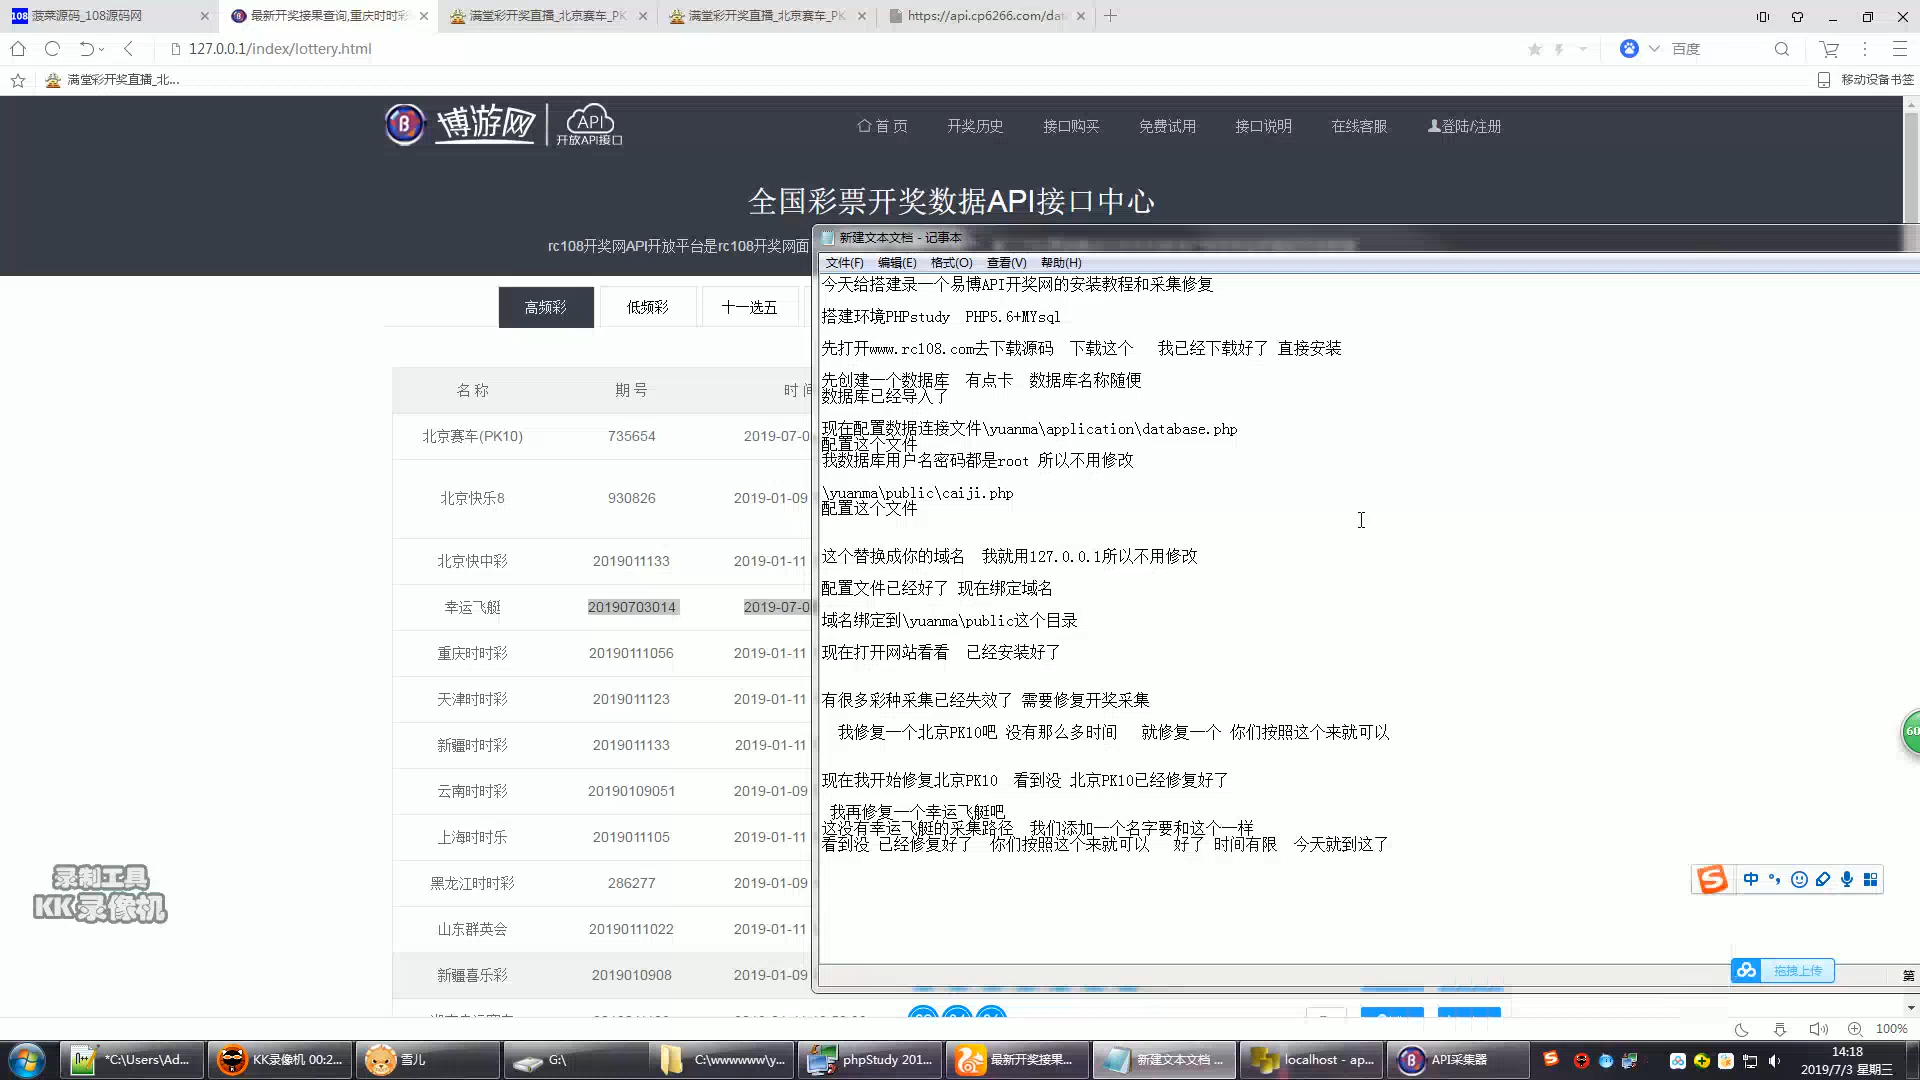 菠菜源码_108源码网
最新开奖接果查询,重庆时时彩
满堂彩开奖直播_北京赛车_PK
满堂彩开奖直播_北京赛车_PK
https://api.cp6266.com/dat
127.0.0.1/index/lottery.html
百度
满堂彩开奖直播_北...
移动设备书签
博游网
API
开放API接口
首 页
开奖历史
接口购买
免费试用
接口说明
在线客服
登陆/注册
全国彩票开奖数据API接口中心
rc108开奖网API开放平台是rc108开奖网面
高频彩
低频彩
十一选五
名 称 期 号 时 间
北京赛车(PK10) 735654 2019-07-0
北京快乐8 930826 2019-01-09
北京快中彩 2019011133 2019-01-11
幸运飞艇 20190703014 2019-07-0
重庆时时彩 20190111056 2019-01-11
天津时时彩 2019011123 2019-01-11
新疆时时彩 2019011133 2019-01-11
云南时时彩 20190109051 2019-01-09
上海时时乐 2019011105 2019-01-11
黑龙江时时彩 286277 2019-01-09
山东群英会 20190111022 2019-01-11
新疆喜乐彩 2019010908 2019-01-09
新建文本文档 - 记事本
文件(F) 编辑(E) 格式(O) 查看(V) 帮助(H)
今天给搭建录一个易博API开奖网的安装教程和采集修复
搭建环境PHPstudy PHP5.6+MYsql
先打开www.rc108.com去下载源码 下载这个 我已经下载好了 直接安装
先创建一个数据库 有点卡 数据库名称随便
数据库已经导入了
现在配置数据连接文件\yuanma\application\database.php
配置这个文件
我数据库用户名密码都是root 所以不用修改
\yuanma\public\caiji.php
配置这个文件
这个替换成你的域名 我就用127.0.0.1所以不用修改
配置文件已经好了 现在绑定域名
域名绑定到\yuanma\public这个目录
现在打开网站看看 已经安装好了
有很多彩种采集已经失效了 需要修复开奖采集
我修复一个北京PK10吧 没有那么多时间 就修复一个 你们按照这个来就可以
现在我开始修复北京PK10 看到没 北京PK10已经修复好了
我再修复一个幸运飞艇吧
这没有幸运飞艇的采集路径 我们添加一个名字要和这个一样
看到没 已经修复好了 你们按照这个来就可以 好了 时间有限 今天就到这了
60
中
拖拽上传
第
录制工具
KK录像机
100%
*C:\Users\Ad...
KK录像机 00:2...
雪儿
G:\
C:\wwwww\y...
phpStudy 201...
最新开奖接果...
新建文本文档 ...
localhost - ap...
API采集器
14:18
2019/7/3 星期三